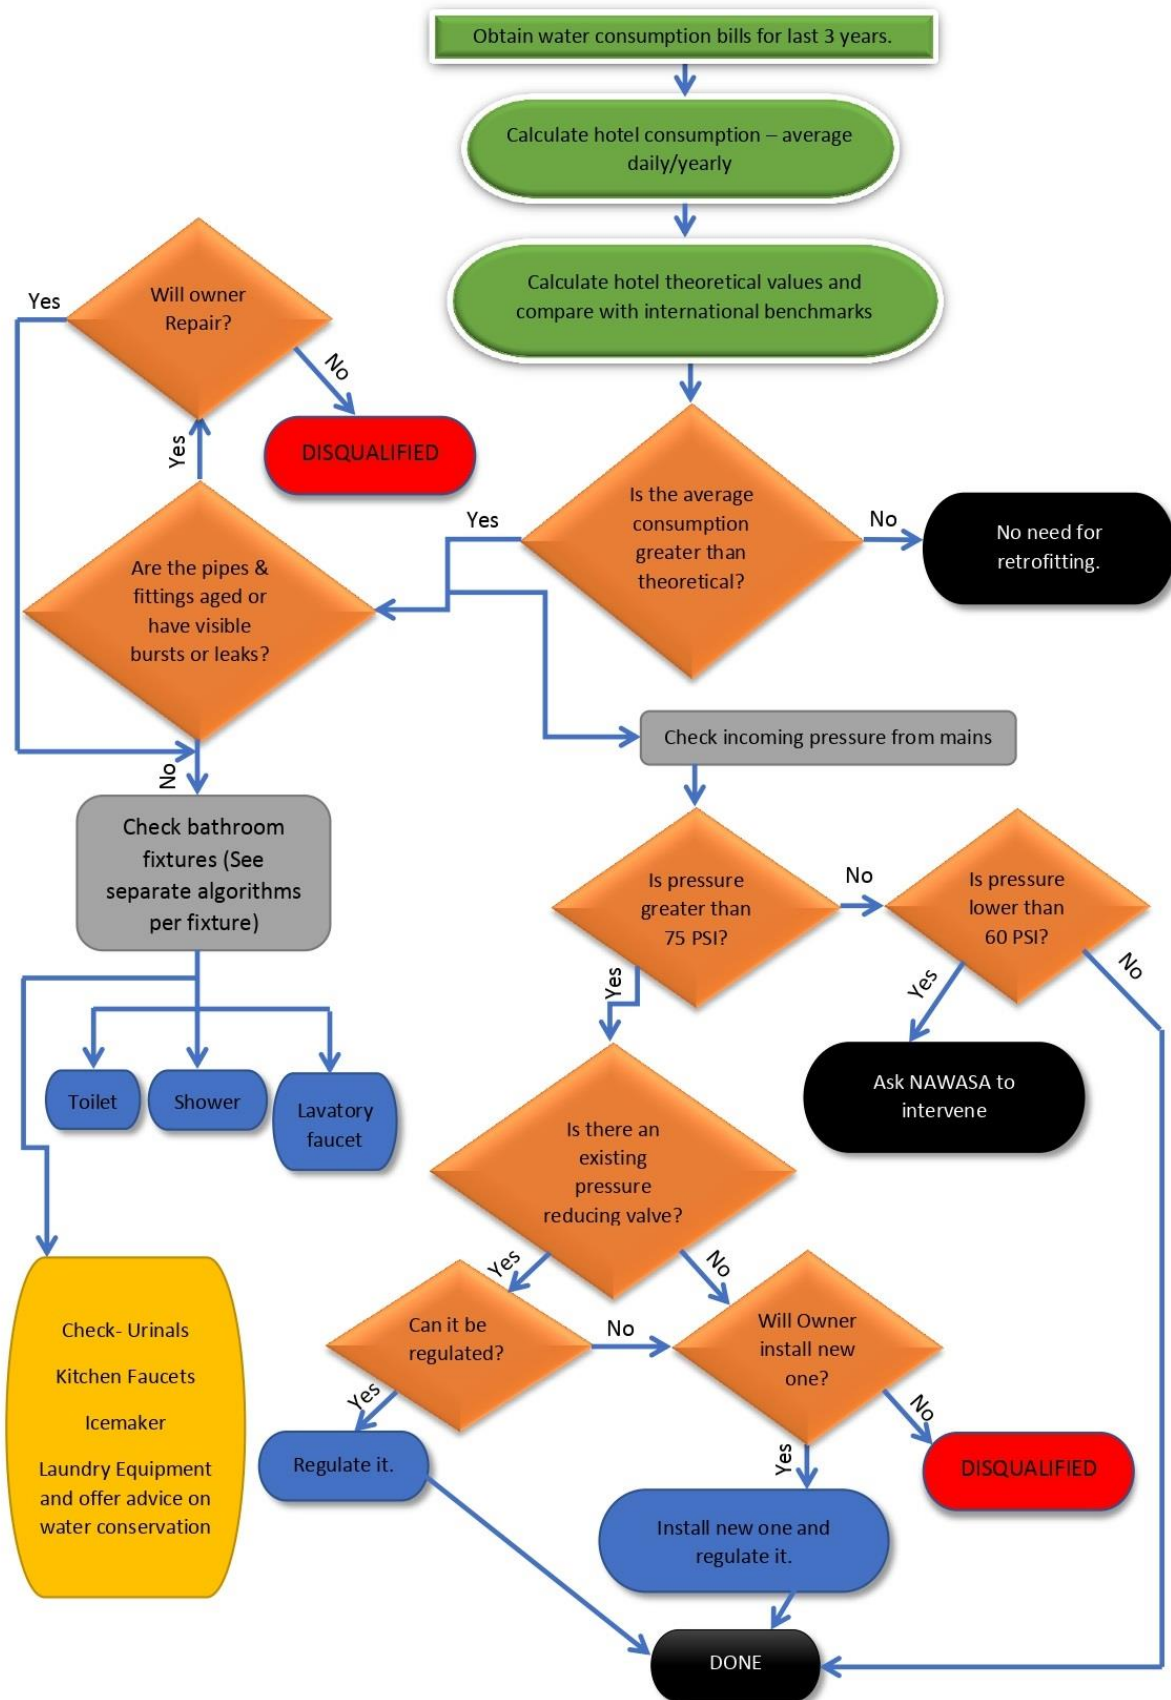 Obtain water consumption bills for last 3 years.
Calculate hotel consumption – average
daily/yearly
Calculate hotel theoretical values and
compare with international benchmarks
Will owner
Repair?
Yes
No
DISQUALIFIED
Yes
Is the average
consumption
greater than
theoretical?
Yes
No
No need for
retrofitting.
Are the pipes &
fittings aged or
have visible
bursts or leaks?
No
Check incoming pressure from mains
Check bathroom
fixtures (See
separate algorithms
per fixture)
Is pressure
greater than
75 PSI?
No
Is pressure
lower than
60 PSI?
Yes
Yes
No
Toilet
Shower
Lavatory
faucet
Ask NAWASA to
intervene
Is there an
existing
pressure
reducing valve?
Yes
No
Check- Urinals
Kitchen Faucets
Icemaker
Laundry Equipment
and offer advice on
water conservation
Can it be
regulated?
No
Will Owner
install new
one?
Yes
Yes
No
Regulate it.
DISQUALIFIED
Install new one and
regulate it.
DONE